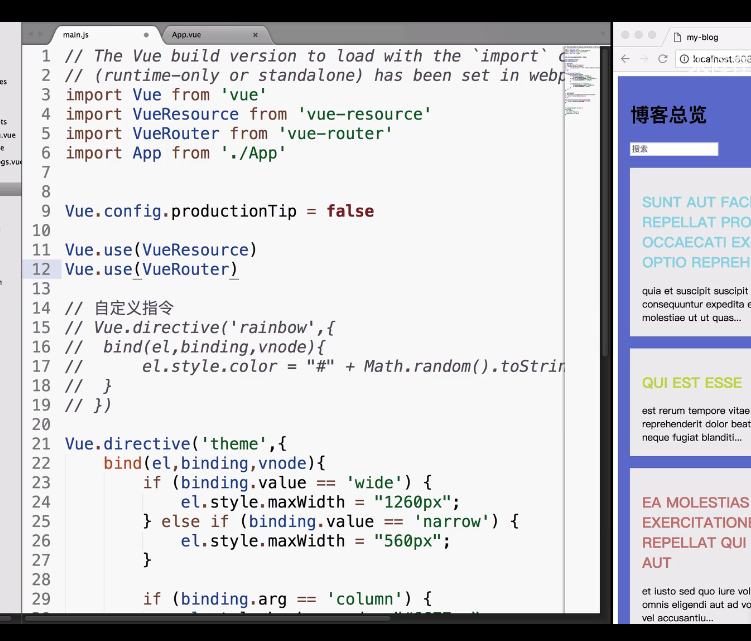 main.js
App.vue
1 // The Vue build version to load with the `import`
2 // (runtime-only or standalone) has been set in
3 import Vue from 'vue'
4 import VueResource from 'vue-resource'
5 import VueRouter from 'vue-router'
6 import App from './App'
7
8
9 Vue.config.productionTip = false
10
11 Vue.use(VueResource)
12 Vue.use(VueRouter)
13
14 // 自定义指令
15 // Vue.directive('rainbow',{
16 // bind(el,binding,vnode){
17 // el.style.color = "#" + Math.random().toStrin
18 // }
19 // })
20
21 Vue.directive('theme',{
22 bind(el,binding,vnode){
23 if (binding.value == 'wide') {
24 el.style.maxWidth = "1260px";
25 } else if (binding.value == 'narrow') {
26 el.style.maxWidth = "560px";
27 }
28
29 if (binding.arg == 'column') {
my-blog
博客总览
搜索
SUNT AUT FACI
REPELLAT PRO
OCCAECATI EX
OPTIO REPREH
quia et suscipit suscipit
consequuntur expedita e
molestiae ut ut quas...
QUI EST ESSE
est rerum tempore vitae
reprehenderit dolor beat
neque fugiat blanditi...
EA MOLESTIAS
EXERCITATIONE
REPELLAT QUI
AUT
et iusto sed quo iure vol
omnis eligendi aut ad vo
vel accusantiu...